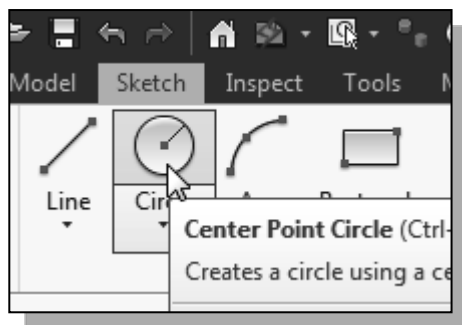 Model Sketch Inspect Tools
Line
Center Point Circle (Ctrl-
Creates a circle using a ce